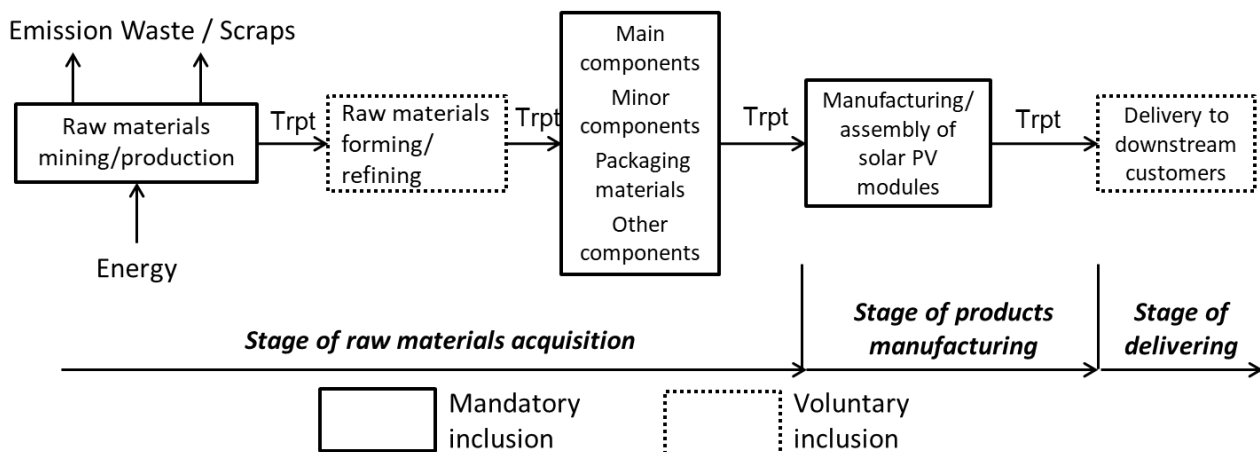 Emission Waste / Scraps
Raw materials
mining/production
Energy
Trpt
Raw materials
forming/
refining
Trpt
Main
components
Minor
components
Packaging
materials
Other
components
Trpt
Manufacturing/
assembly of
solar PV
modules
Trpt
Delivery to
downstream
customers
Stage of raw materials acquisition
Stage of products
manufacturing
Stage of
delivering
Mandatory
inclusion
Voluntary
inclusion